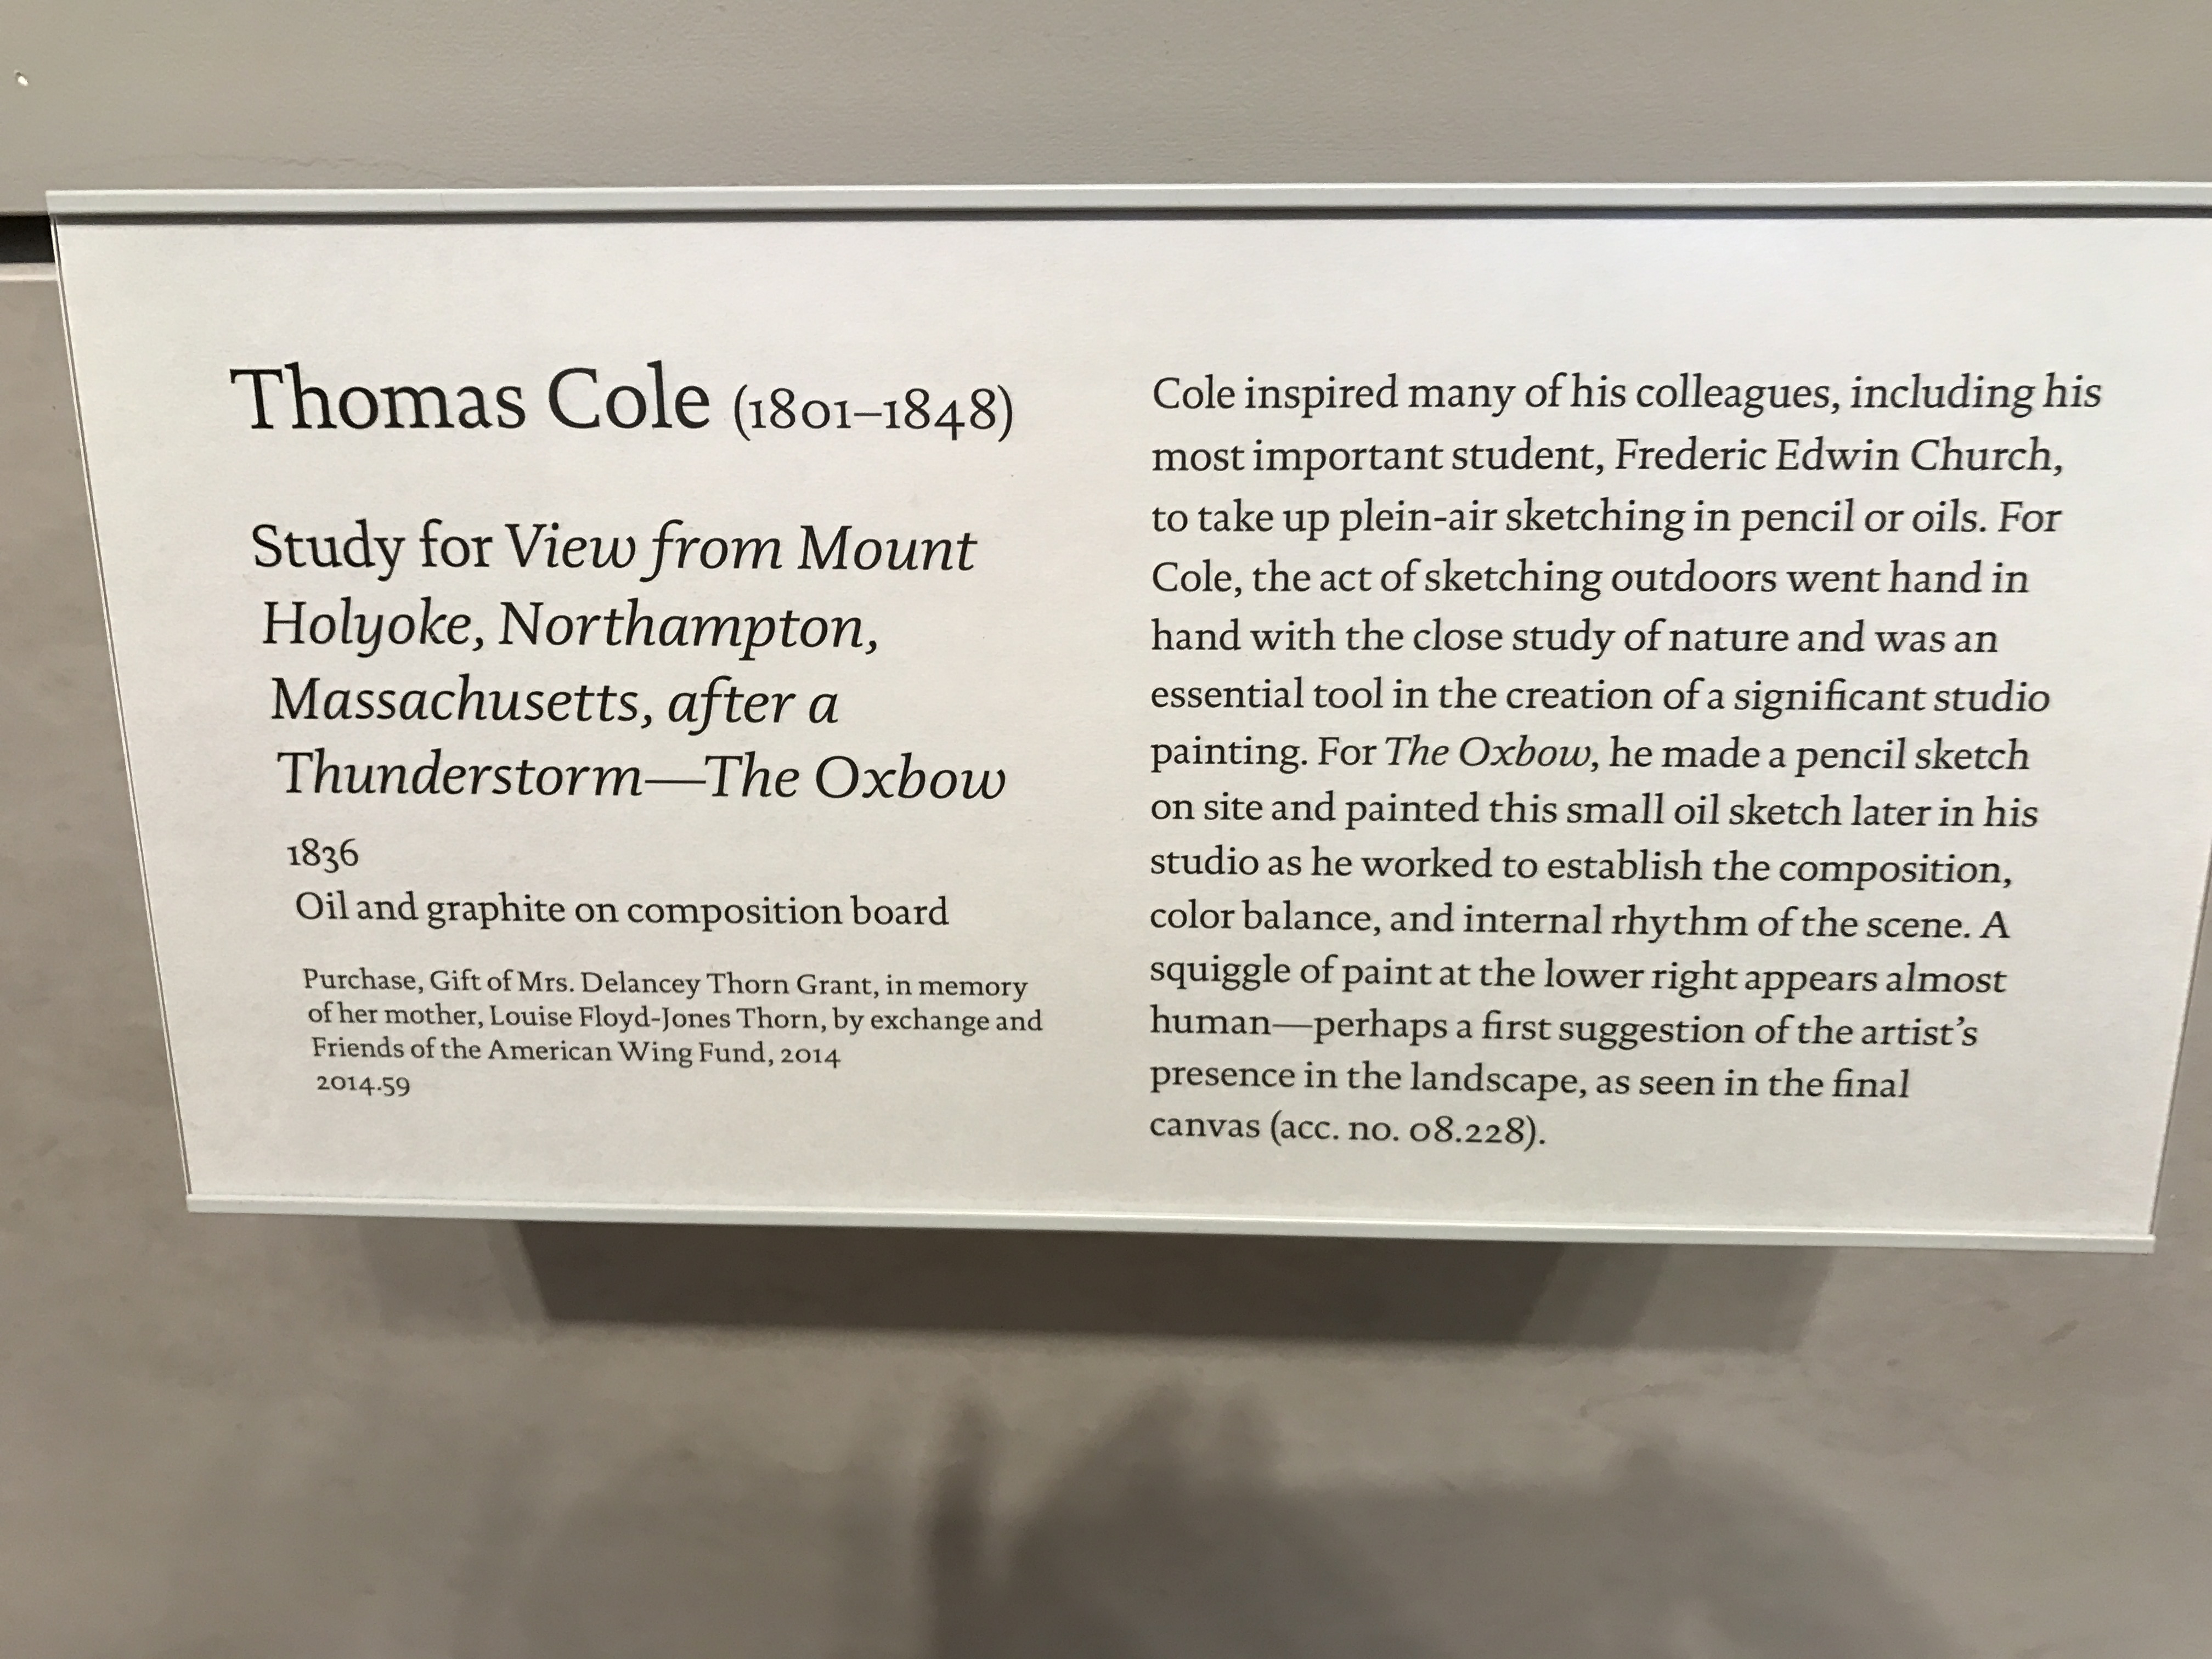 Thomas Cole (1801–1848)
Study for View from Mount
Holyoke, Northampton,
Massachusetts, after a
Thunderstorm—The Oxbow
1836
Oil and graphite on composition board
Purchase, Gift of Mrs. Delancey Thorn Grant, in memory
of her mother, Louise Floyd-Jones Thorn, by exchange and
Friends of the American Wing Fund, 2014
2014.59
Cole inspired many of his colleagues, including his
most important student, Frederic Edwin Church,
to take up plein-air sketching in pencil or oils. For
Cole, the act of sketching outdoors went hand in
hand with the close study of nature and was an
essential tool in the creation of a significant studio
painting. For The Oxbow, he made a pencil sketch
on site and painted this small oil sketch later in his
studio as he worked to establish the composition,
color balance, and internal rhythm of the scene. A
squiggle of paint at the lower right appears almost
human—perhaps a first suggestion of the artist’s
presence in the landscape, as seen in the final
canvas (acc. no. 08.228).